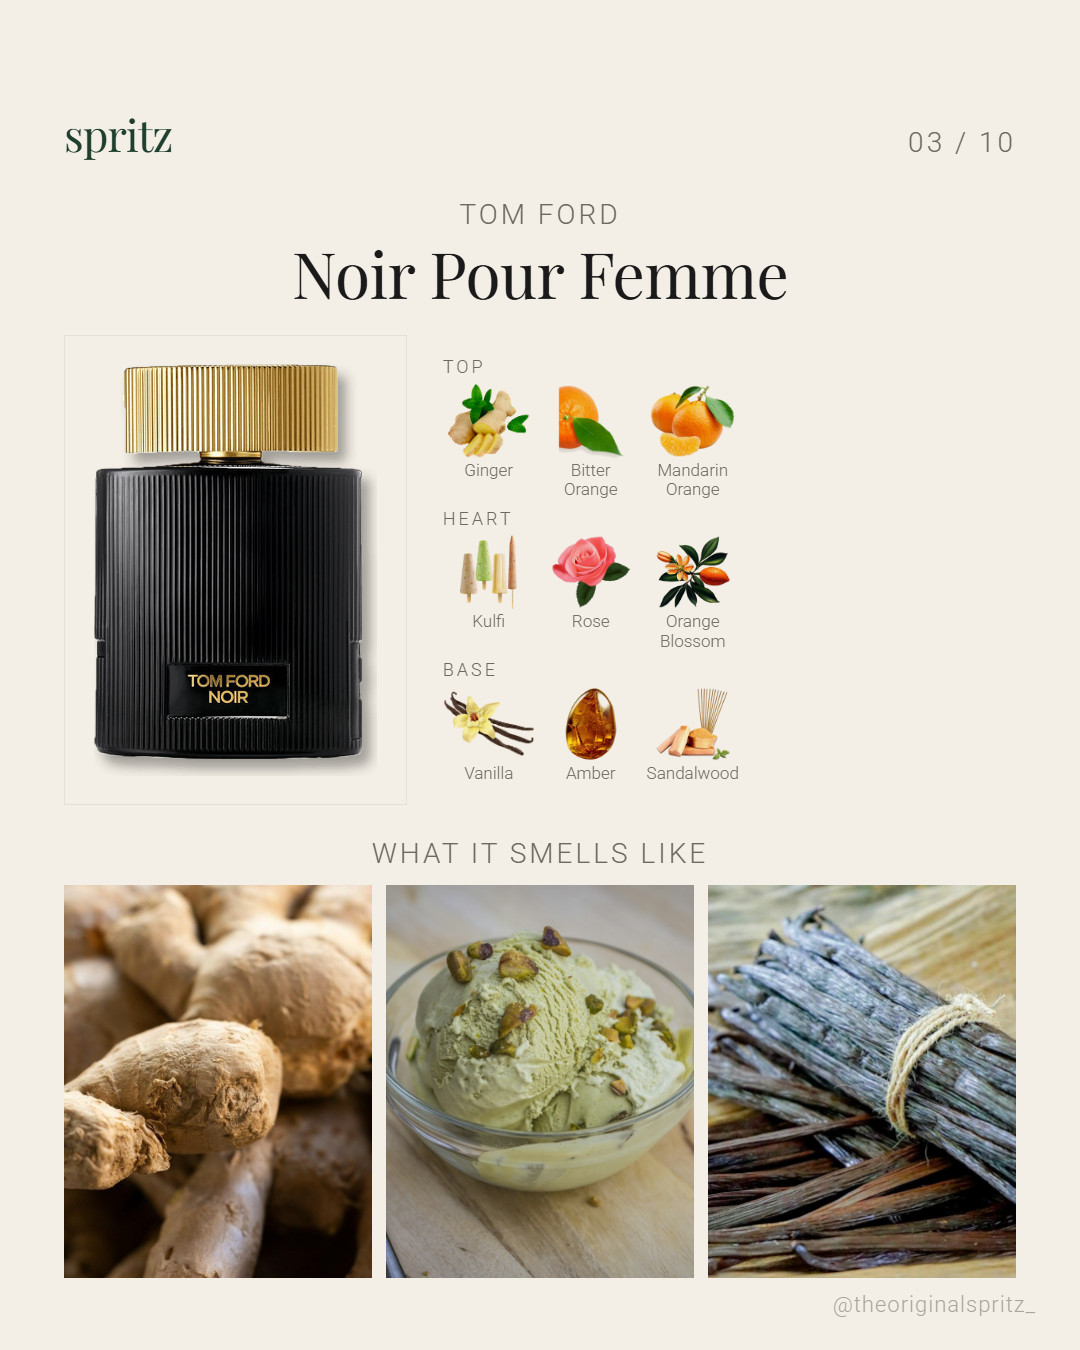 spritz
03 / 10
TOM FORD
Noir Pour Femme
TOP
Ginger
Bitter
Orange
Mandarin
Orange
HEART
Kulfi
Rose
Orange
Blossom
BASE
Vanilla
Amber
Sandalwood
TOM FORD
NOIR
WHAT IT SMELLS LIKE
@theoriginalspritz_